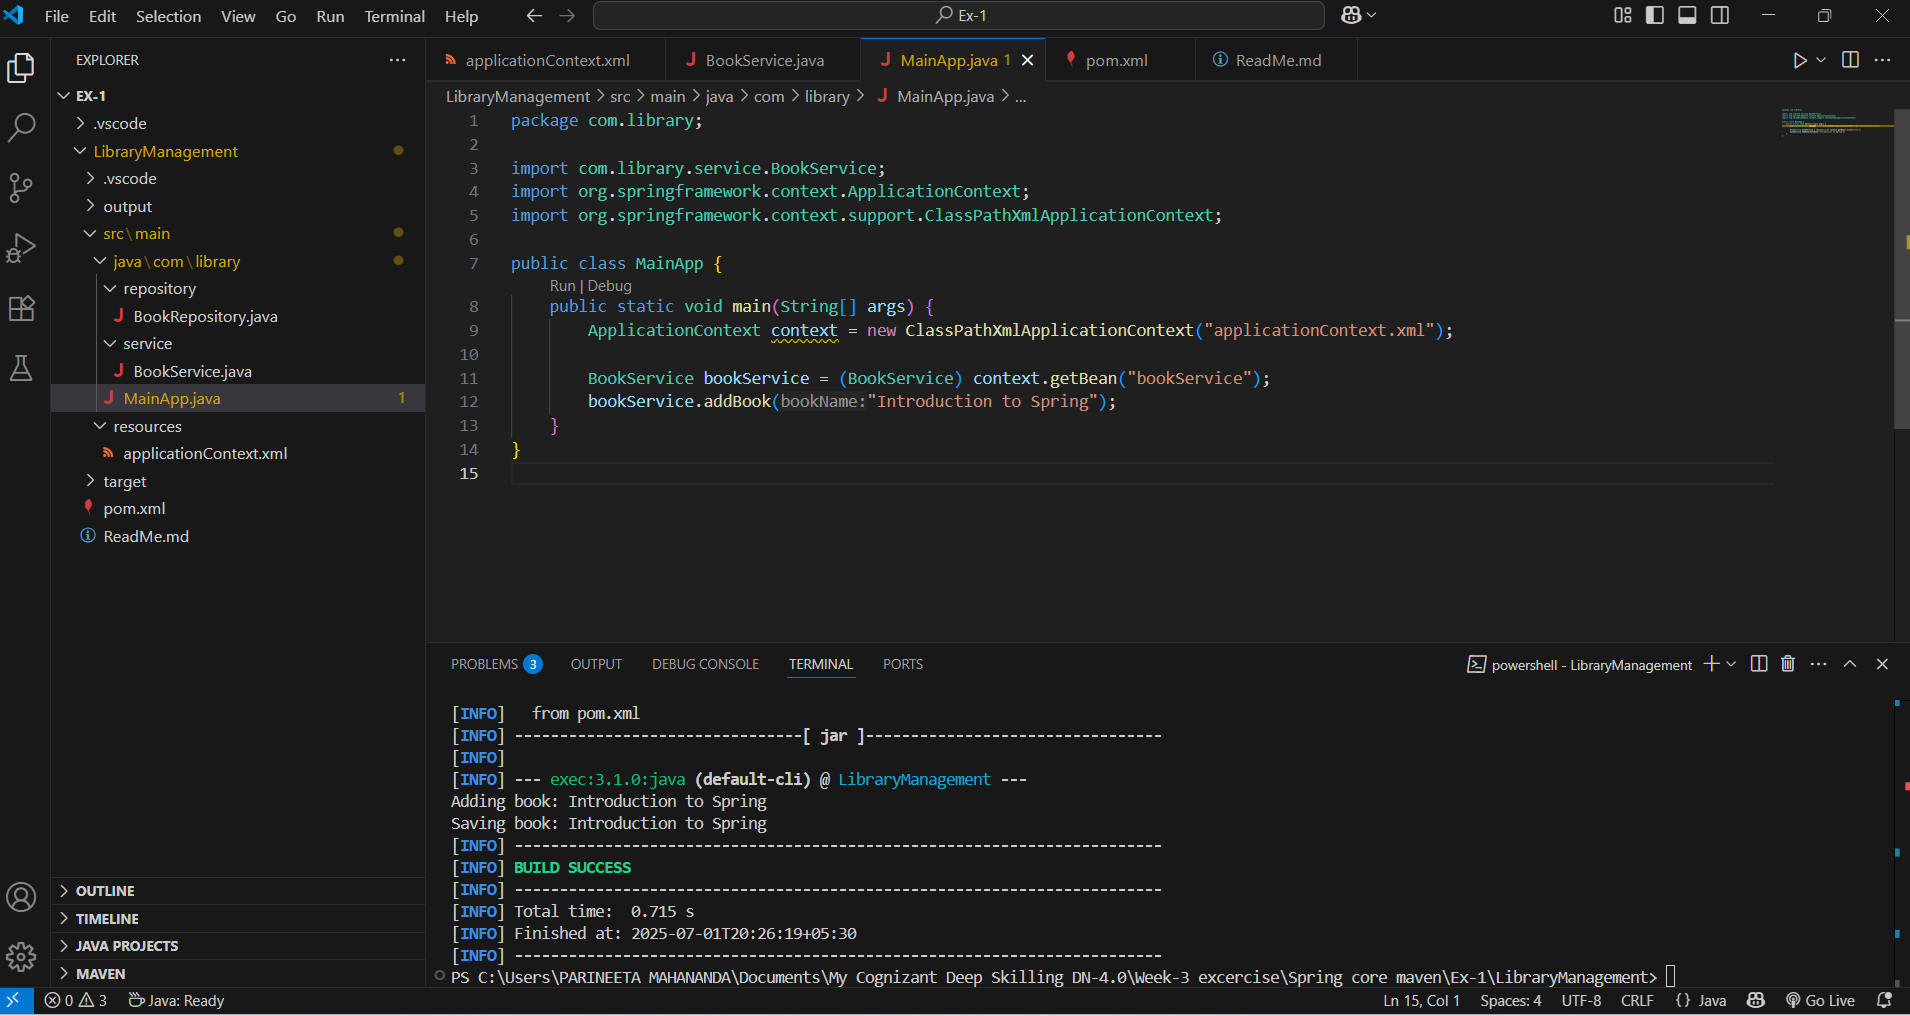 File Edit Selection View Go Run Terminal Help
Ex-1
EXPLORER
EX-1
.vscode
LibraryManagement
.vscode
output
src\main
java\com\library
repository
BookRepository.java
service
BookService.java
MainApp.java 1
resources
applicationContext.xml
target
pom.xml
ReadMe.md
OUTLINE
TIMELINE
JAVA PROJECTS
MAVEN
applicationContext.xml BookService.java MainApp.java 1 pom.xml ReadMe.md
LibraryManagement > src > main > java > com > library > MainApp.java > ...
1 package com.library;
2
3 import com.library.service.BookService;
4 import org.springframework.context.ApplicationContext;
5 import org.springframework.context.support.ClassPathXmlApplicationContext;
6
7 public class MainApp {
Run | Debug
8 public static void main(String[] args) {
9 ApplicationContext context = new ClassPathXmlApplicationContext("applicationContext.xml");
10
11 BookService bookService = (BookService) context.getBean("bookService");
12 bookService.addBook(bookName:"Introduction to Spring");
13 }
14 }
15
PROBLEMS 3 OUTPUT DEBUG CONSOLE TERMINAL PORTS
powershell - LibraryManagement
[INFO]   from pom.xml
[INFO] --------------------------------[ jar ]---------------------------------
[INFO]
[INFO] --- exec:3.1.0:java (default-cli) @ LibraryManagement ---
Adding book: Introduction to Spring
Saving book: Introduction to Spring
[INFO] ------------------------------------------------------------------------
[INFO] BUILD SUCCESS
[INFO] ------------------------------------------------------------------------
[INFO] Total time:  0.715 s
[INFO] Finished at: 2025-07-01T20:26:19+05:30
[INFO] ------------------------------------------------------------------------
PS C:\Users\PARINEETA MAHANANDA\Documents\My Cognizant Deep Skilling DN-4.0\Week-3 excercise\Spring core maven\Ex-1\LibraryManagement>
0 3 Java: Ready
Ln 15, Col 1 Spaces: 4 UTF-8 CRLF {} Java Go Live